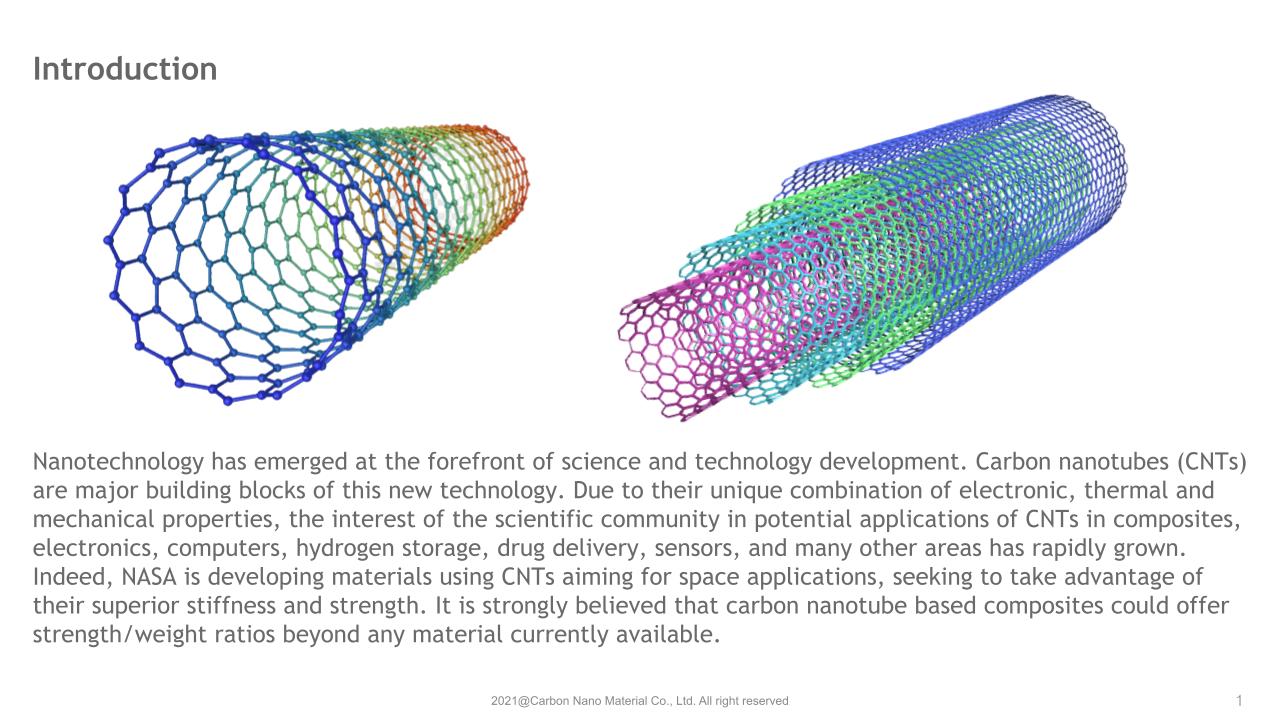 Introduction
Nanotechnology has emerged at the forefront of science and technology development. Carbon nanotubes (CNTs)
are major building blocks of this new technology. Due to their unique combination of electronic, thermal and
mechanical properties, the interest of the scientific community in potential applications of CNTs in composites,
electronics, computers, hydrogen storage, drug delivery, sensors, and many other areas has rapidly grown.
Indeed, NASA is developing materials using CNTs aiming for space applications, seeking to take advantage of
their superior stiffness and strength. It is strongly believed that carbon nanotube based composites could offer
strength/weight ratios beyond any material currently available.
2021@Carbon Nano Material Co., Ltd. All right reserved
1